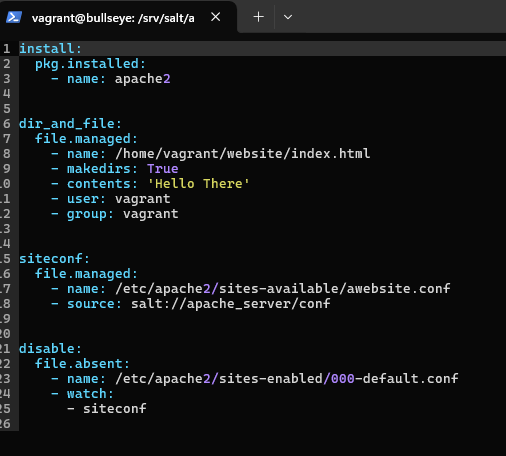 vagrant@bullseye: /srv/salt/a
1 install:
2   pkg.installed:
3     - name: apache2
4
5
6 dir_and_file:
7   file.managed:
8     - name: /home/vagrant/website/index.html
9     - makedirs: True
10     - contents: 'Hello There'
11     - user: vagrant
12     - group: vagrant
13
14
15 siteconf:
16   file.managed:
17     - name: /etc/apache2/sites-available/awebsite.conf
18     - source: salt://apache_server/conf
19
20
21 disable:
22   file.absent:
23     - name: /etc/apache2/sites-enabled/000-default.conf
24     - watch:
25       - siteconf
26